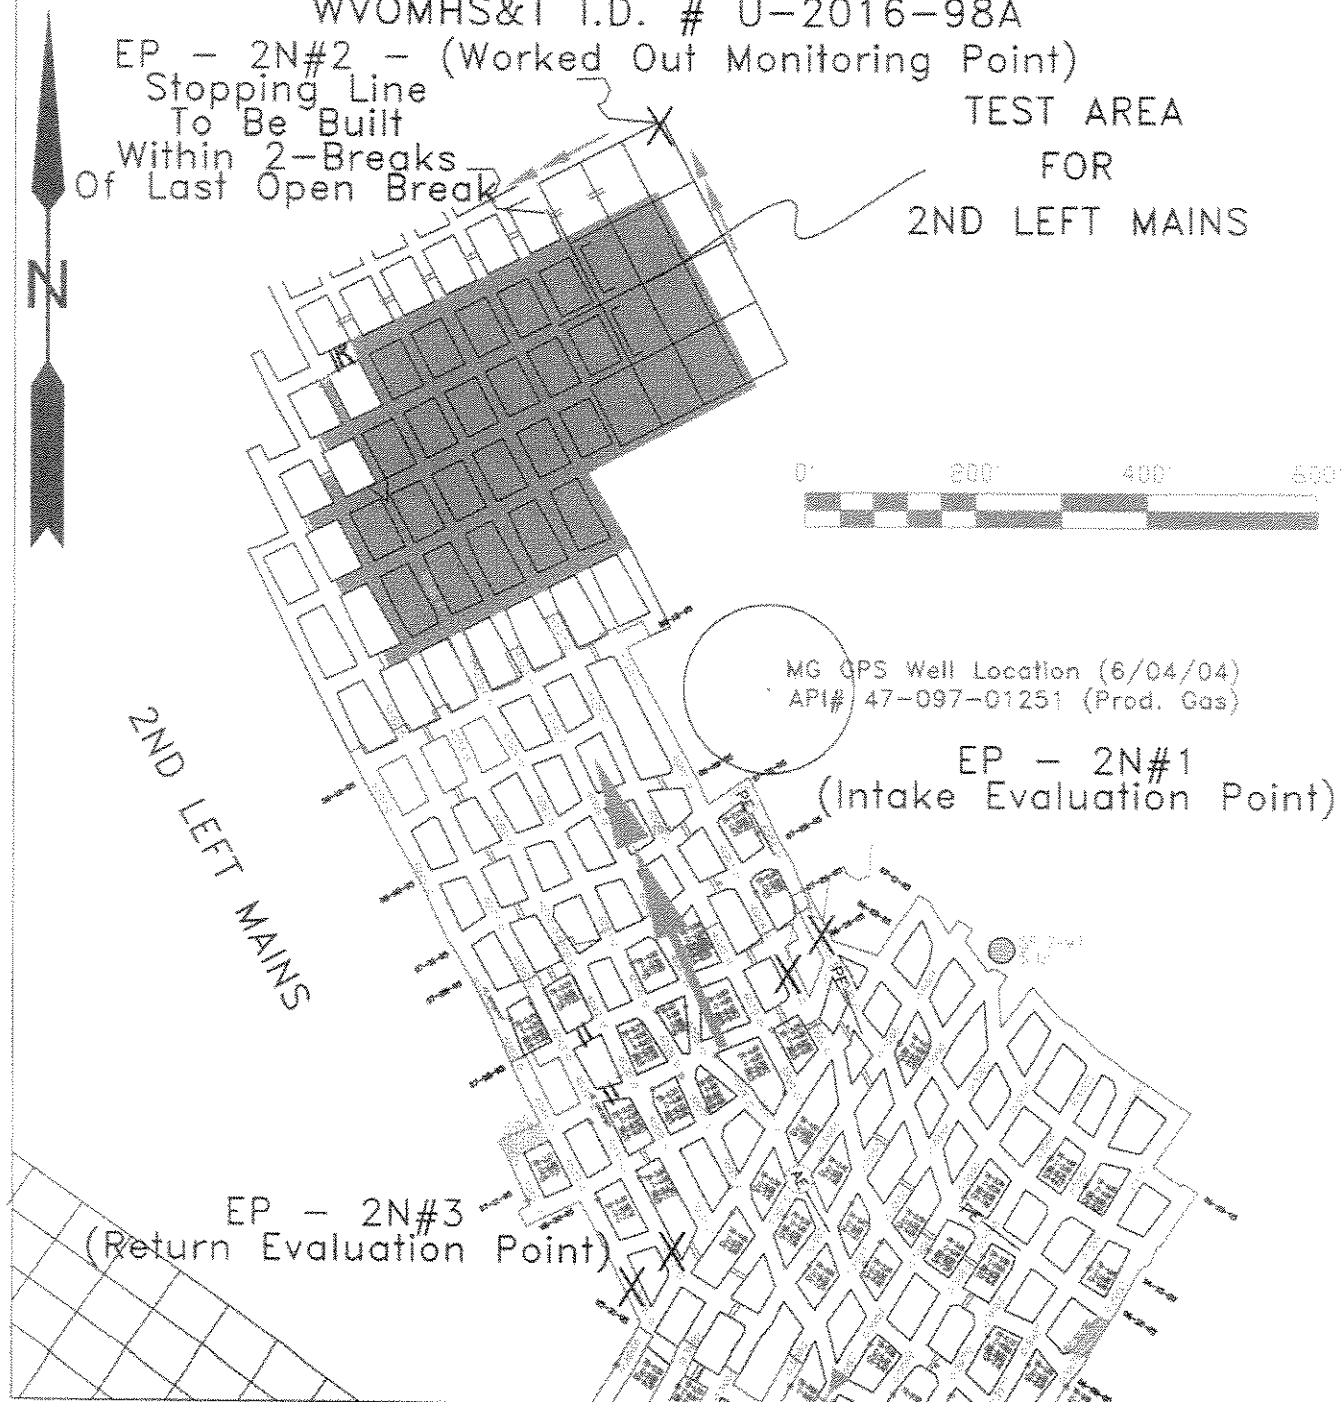 WVOMHS&T I.D. # U-2016-98A
EP - 2N#2 - (Worked Out Monitoring Point)
Stopping Line
To Be Built
Within 2-Breaks
Of Last Open Break
TEST AREA
FOR
2ND LEFT MAINS
N
0' 200' 400' 600'
MG GPS Well Location (6/04/04)
API# 47-097-01251 (Prod. Gas)
EP - 2N#1
(Intake Evaluation Point)
2ND LEFT MAINS
PE
PE
AE
EP - 2N#3
(Return Evaluation Point)